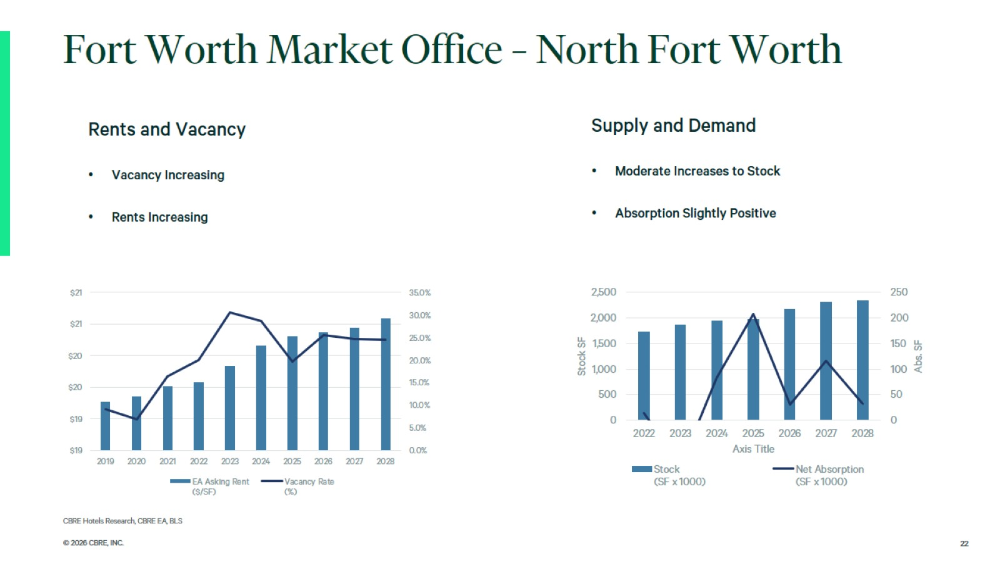 Fort Worth Market Office – North Fort Worth
Rents and Vacancy
• Vacancy Increasing
• Rents Increasing
Supply and Demand
• Moderate Increases to Stock
• Absorption Slightly Positive
$21
$21
$20
$20
$19
$19
35.0%
30.0%
25.0%
20.0%
15.0%
10.0%
5.0%
0.0%
2019 2020 2021 2022 2023 2024 2025 2026 2027 2028
EA Asking Rent
($/SF)
Vacancy Rate
(%)
Stock SF
2,500
2,000
1,500
1,000
500
0
250
200
150
100
50
0
Abs. SF
2022 2023 2024 2025 2026 2027 2028
Axis Title
Stock
(SF x 1000)
Net Absorption
(SF x 1000)
CBRE Hotels Research, CBRE EA, BLS
© 2026 CBRE, INC.
22